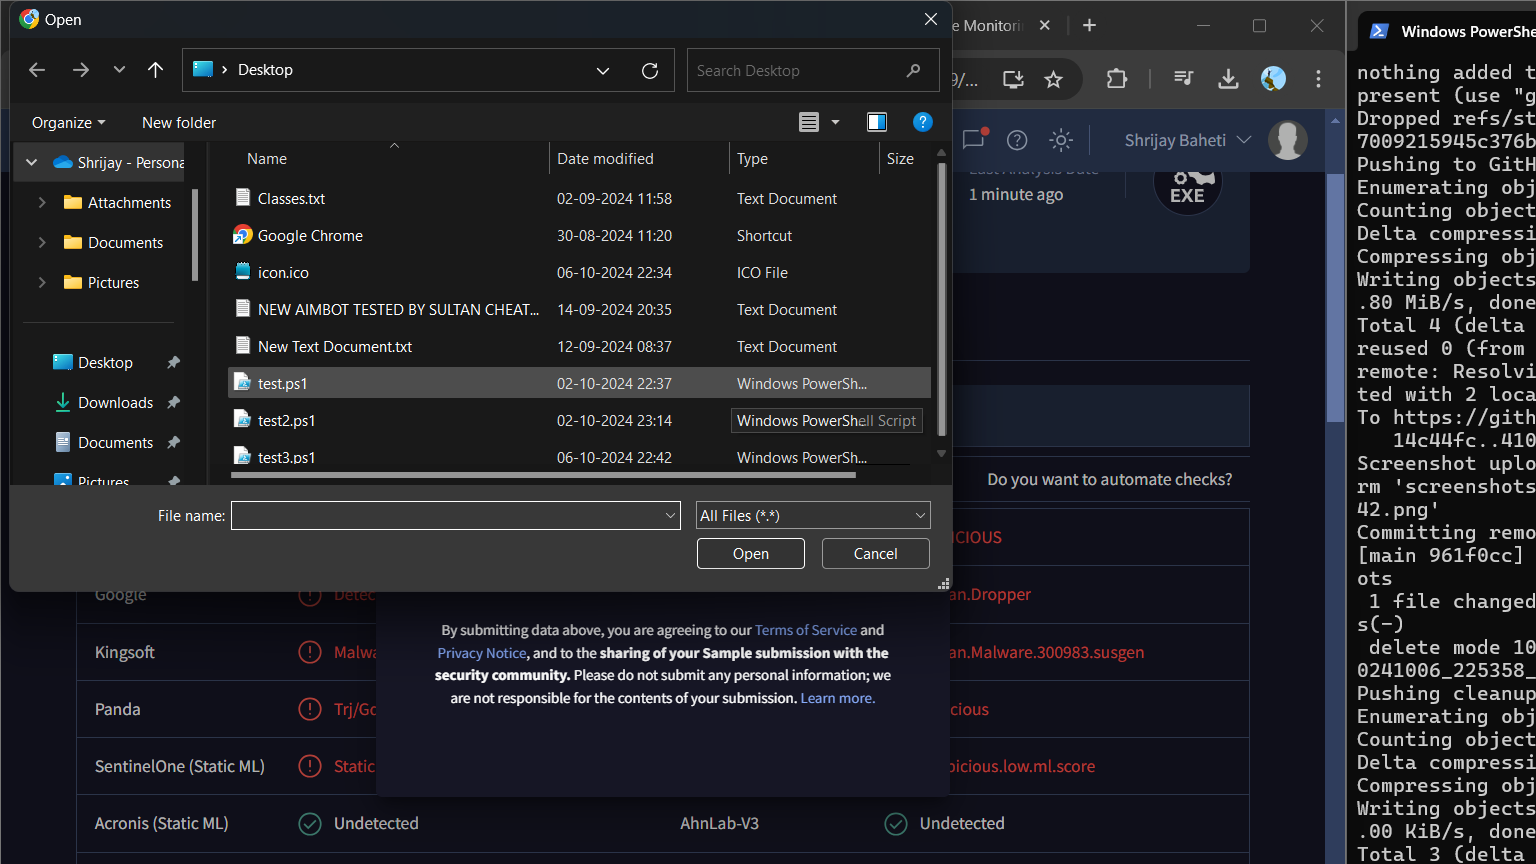 Open
e Monitori
Desktop
Search Desktop
9/...
Windows PowerShe
Organize
New folder
Shrijay Baheti
Last Analysis Date
1 minute ago
EXE
Shrijay - Persona
Attachments
Documents
Pictures
Desktop
Downloads
Documents
Pictures
Name Date modified Type Size
Classes.txt 02-09-2024 11:58 Text Document
Google Chrome 30-08-2024 11:20 Shortcut
icon.ico 06-10-2024 22:34 ICO File
NEW AIMBOT TESTED BY SULTAN CHEAT... 14-09-2024 20:35 Text Document
New Text Document.txt 12-09-2024 08:37 Text Document
test.ps1 02-10-2024 22:37 Windows PowerSh...
test2.ps1 02-10-2024 23:14 Windows PowerShell Script
test3.ps1 06-10-2024 22:42 Windows PowerSh...
File name:
All Files (*.*)
Open
Cancel
Do you want to automate checks?
ICIOUS
Google Detec an.Dropper
Kingsoft Malwa an.Malware.300983.susgen
Panda Trj/Gd cious
SentinelOne (Static ML) Static picious.low.ml.score
Acronis (Static ML) Undetected AhnLab-V3 Undetected
By submitting data above, you are agreeing to our Terms of Service and
Privacy Notice, and to the sharing of your Sample submission with the
security community. Please do not submit any personal information; we
are not responsible for the contents of your submission. Learn more.
nothing added t
present (use "g
Dropped refs/st
7009215945c376b
Pushing to GitH
Enumerating obj
Counting object
Delta compressi
Compressing obj
Writing objects
.80 MiB/s, done
Total 4 (delta
reused 0 (from
remote: Resolvi
ted with 2 loca
To https://gith
14c44fc..410
Screenshot uplo
rm 'screenshots
42.png'
Committing remo
[main 961f0cc]
ots
1 file changed
s(-)
delete mode 10
0241006_225358_
Pushing cleanup
Enumerating obj
Counting object
Delta compressi
Compressing obj
Writing objects
.00 KiB/s, done
Total 3 (delta